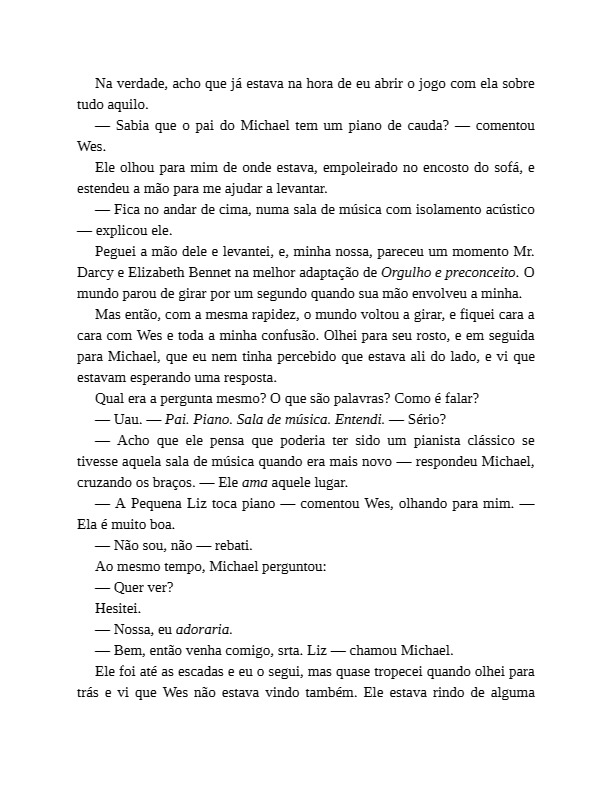 Na verdade, acho que já estava na hora de eu abrir o jogo com ela sobre
tudo aquilo.
— Sabia que o pai do Michael tem um piano de cauda? — comentou
Wes.
Ele olhou para mim de onde estava, empoleirado no encosto do sofá, e
estendeu a mão para me ajudar a levantar.
— Fica no andar de cima, numa sala de música com isolamento acústico
— explicou ele.
Peguei a mão dele e levantei, e, minha nossa, pareceu um momento Mr.
Darcy e Elizabeth Bennet na melhor adaptação de Orgulho e preconceito. O
mundo parou de girar por um segundo quando sua mão envolveu a minha.
Mas então, com a mesma rapidez, o mundo voltou a girar, e fiquei cara a
cara com Wes e toda a minha confusão. Olhei para seu rosto, e em seguida
para Michael, que eu nem tinha percebido que estava ali do lado, e vi que
estavam esperando uma resposta.
Qual era a pergunta mesmo? O que são palavras? Como é falar?
— Uau. — Pai. Piano. Sala de música. Entendi. — Sério?
— Acho que ele pensa que poderia ter sido um pianista clássico se
tivesse aquela sala de música quando era mais novo — respondeu Michael,
cruzando os braços. — Ele ama aquele lugar.
— A Pequena Liz toca piano — comentou Wes, olhando para mim. —
Ela é muito boa.
— Não sou, não — rebati.
Ao mesmo tempo, Michael perguntou:
— Quer ver?
Hesitei.
— Nossa, eu adoraria.
— Bem, então venha comigo, srta. Liz — chamou Michael.
Ele foi até as escadas e eu o segui, mas quase tropecei quando olhei para
trás e vi que Wes não estava vindo também. Ele estava rindo de alguma